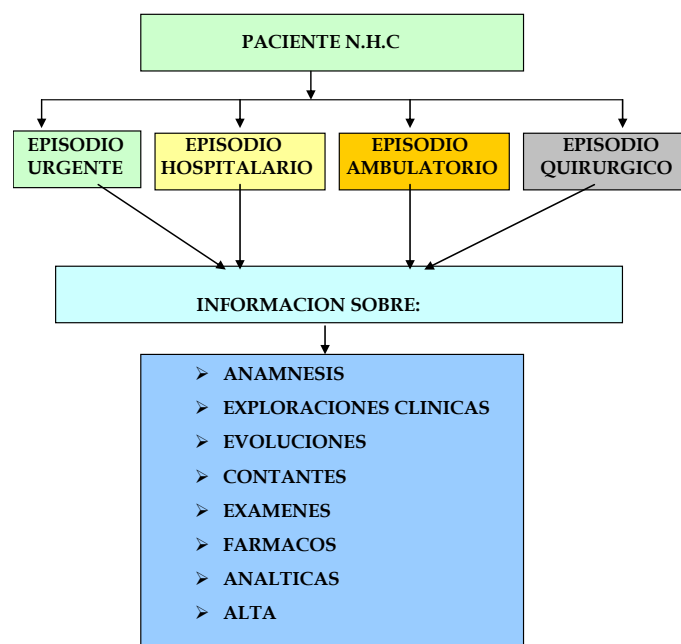 PACIENTE N.H.C
EPISODIO
URGENTE
EPISODIO
HOSPITALARIO
EPISODIO
AMBULATORIO
EPISODIO
QUIRURGICO
INFORMACION SOBRE:
➢ ANAMNESIS
➢ EXPLORACIONES CLINICAS
➢ EVOLUCIONES
➢ CONTANTES
➢ EXAMENES
➢ FARMACOS
➢ ANALTICAS
➢ ALTA